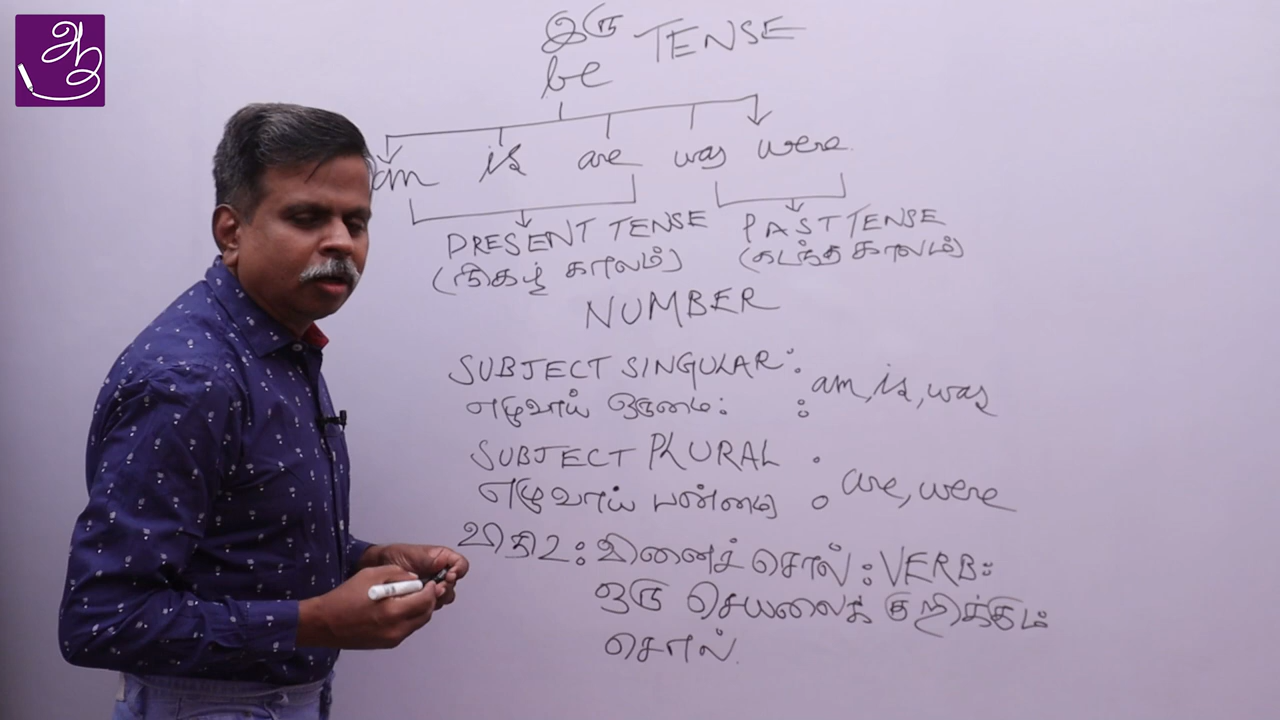 இரு TENSE
be
am is are was were.
PRESENT TENSE PAST TENSE
(நிகழ் காலம்) (கடந்த காலம்)
NUMBER
SUBJECT SINGULAR :
எழுவாய் ஒருமை: : am, is, was
SUBJECT PLURAL :
எழுவாய் பன்மை are, were
விதி2: வினைச் சொல் : VERB:
ஒரு செயலைக் குறிக்கும்
சொல்.